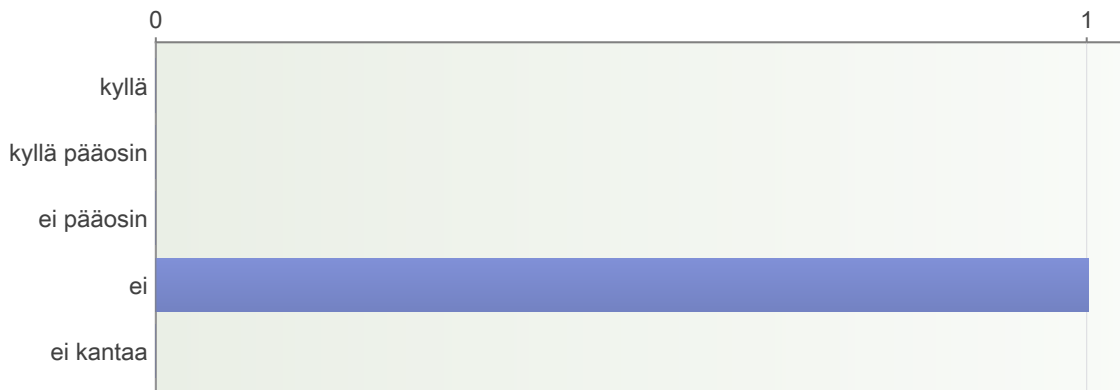 0 1
kyllä
kyllä pääosin
ei pääosin
ei
ei kantaa